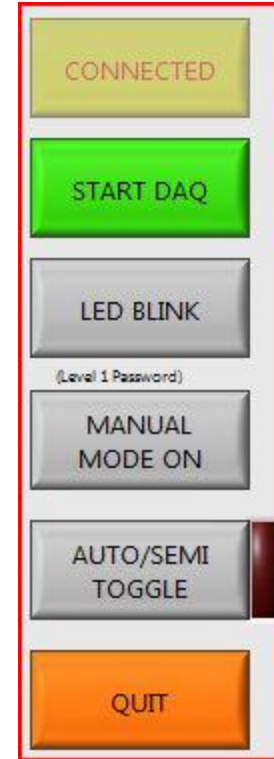 CONNECTED
START DAQ
LED BLINK
(Level 1 Password)
MANUAL
MODE ON
AUTO/SEMI
TOGGLE
QUIT